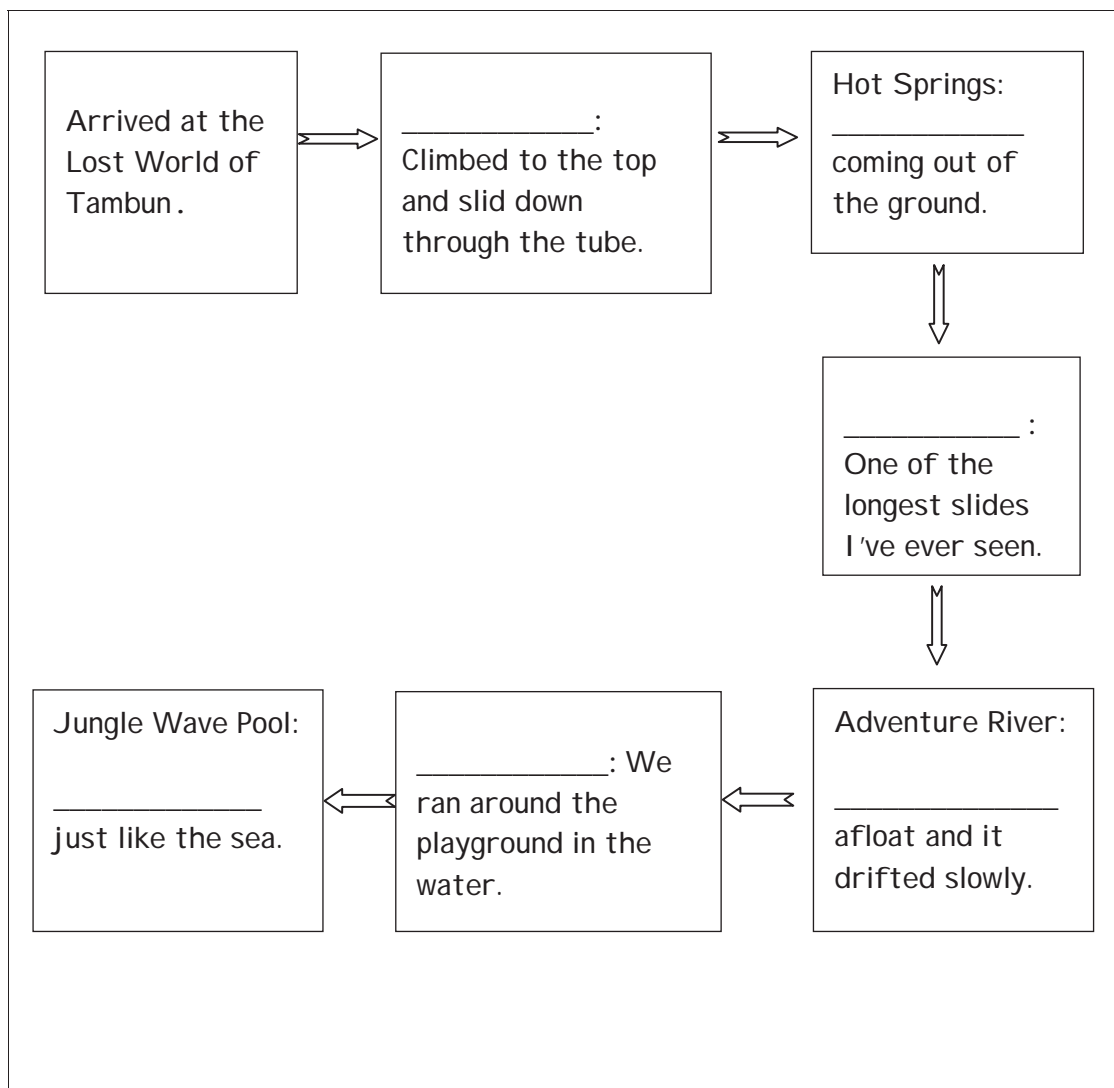 Arrived at the
Lost World of
Tambun.
____________:
Climbed to the top
and slid down
through the tube.
Hot Springs:
____________
coming out of
the ground.
___________ :
One of the
longest slides
I've ever seen.
Adventure River:
______________
afloat and it
drifted slowly.
____________: We
ran around the
playground in the
water.
Jungle Wave Pool:
_____________
just like the sea.